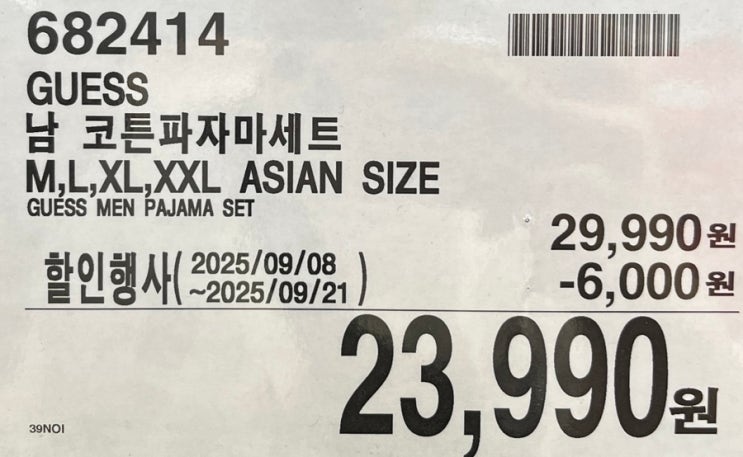 682414
GUESS
남 코튼파자마세트
M,L,XL,XXL ASIAN SIZE
GUESS MEN PAJAMA SET
29,990원
할인행사( 2025/09/08 ~2025/09/21 ) -6,000원
23,990원
39NOI